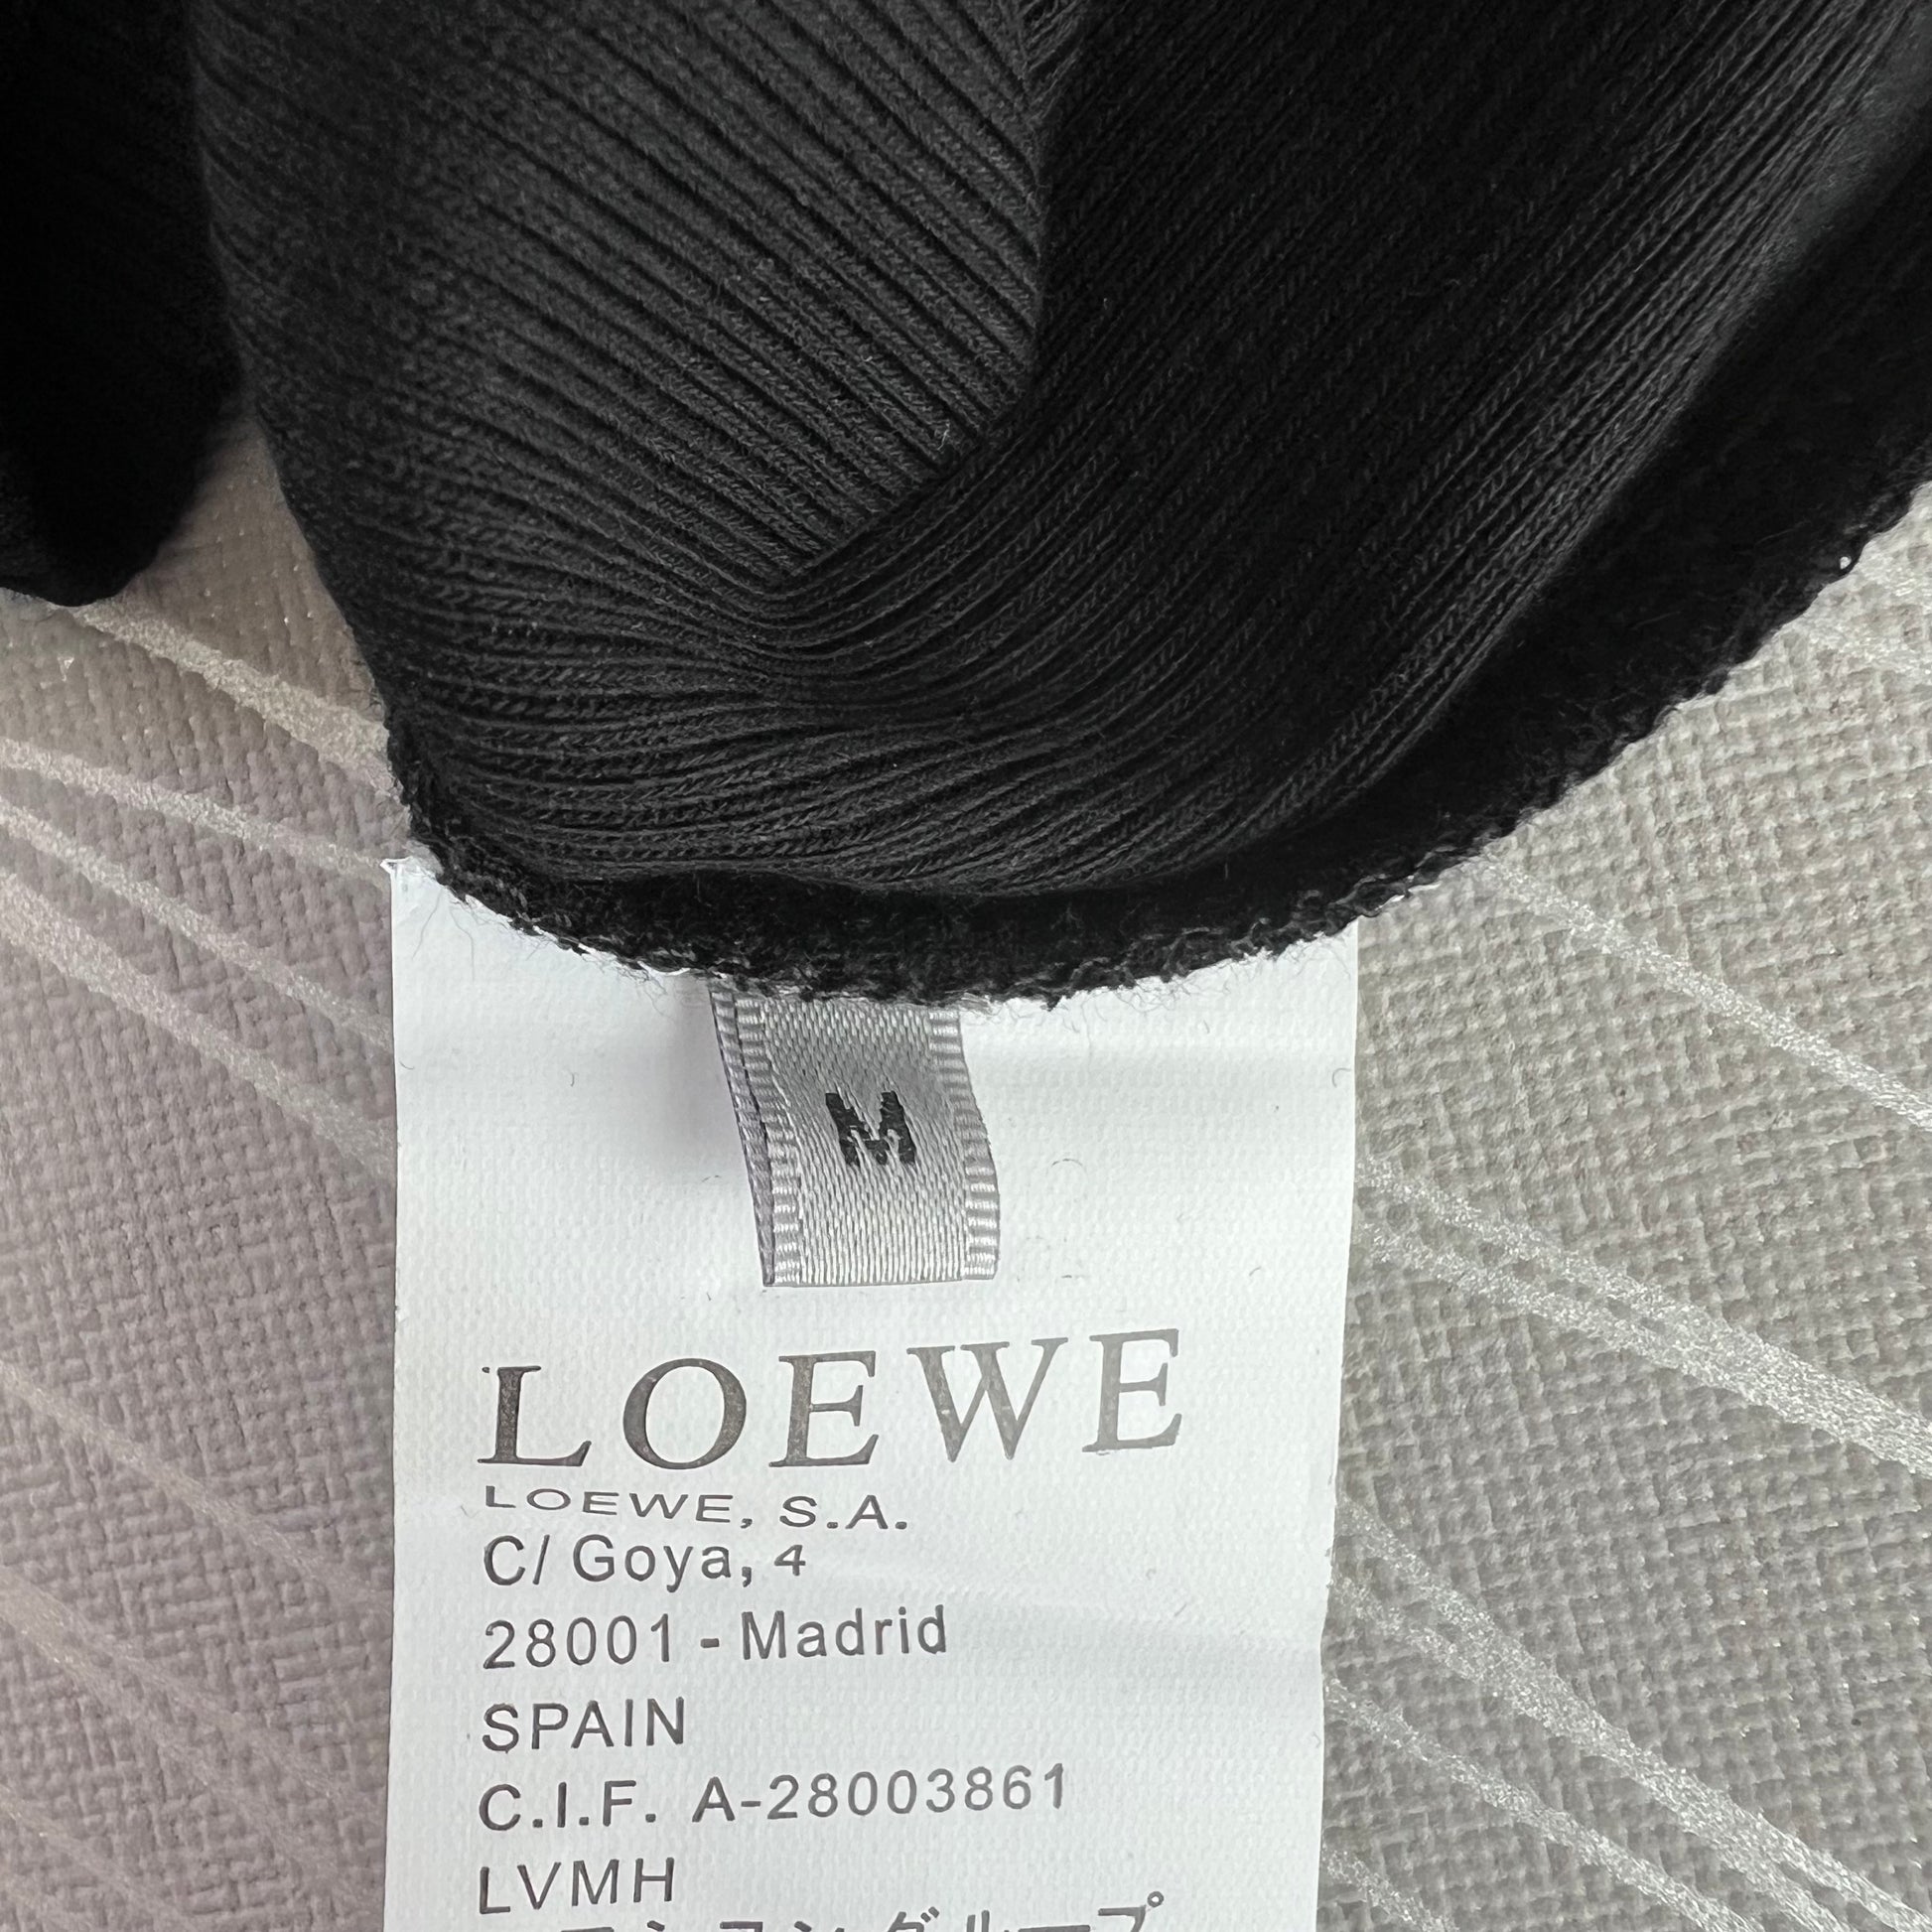 M
LOEWE
LOEWE, S.A.
C/ Goya, 4
28001 - Madrid
SPAIN
C.I.F. A-28003861
LVMH